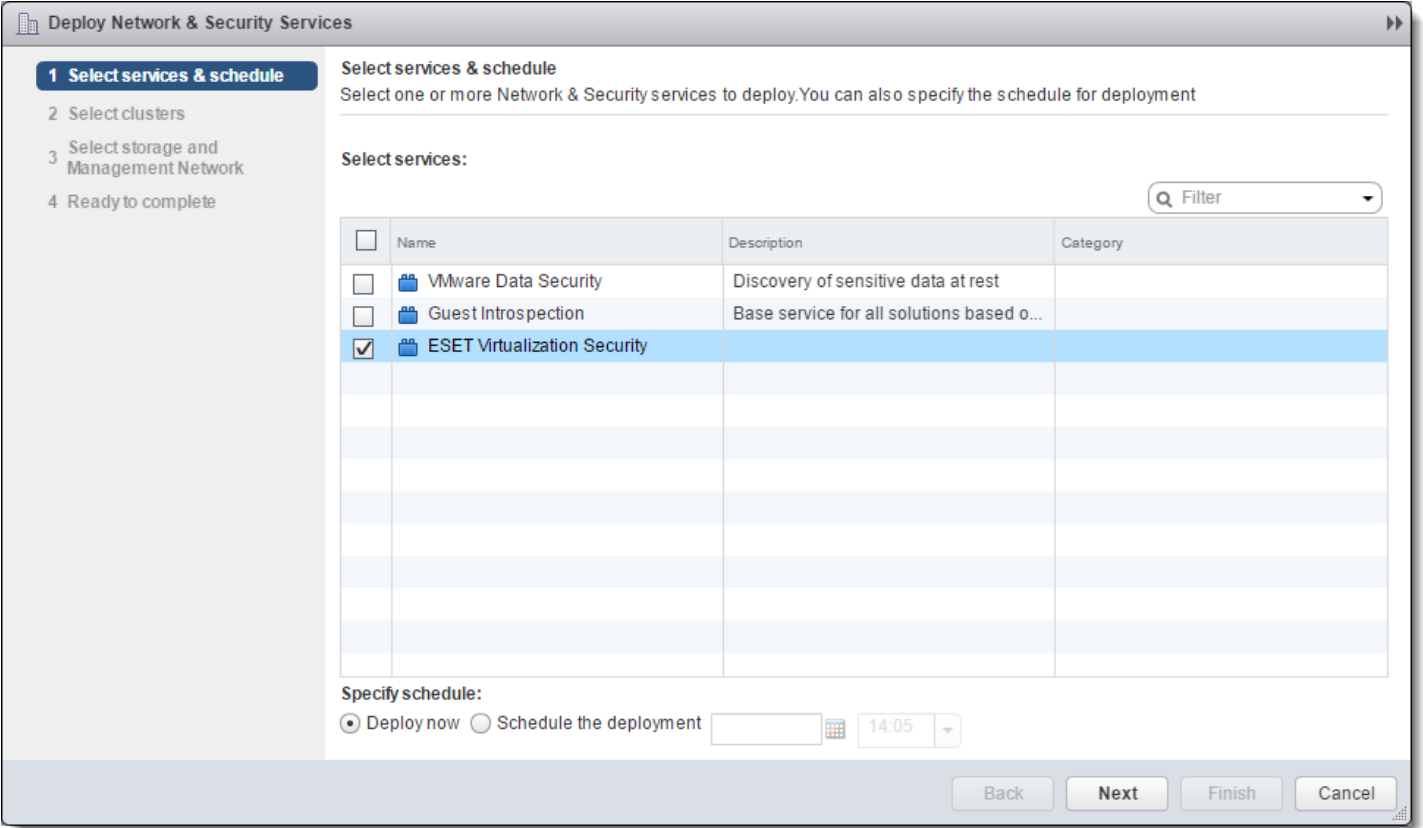 Deploy Network & Security Services
1 Select services & schedule
2 Select clusters
3 Select storage and
Management Network
4 Ready to complete
Select services & schedule
Select one or more Network & Security services to deploy.You can also specify the schedule for deployment
Select services:
Filter
Name Description Category
VMware Data Security Discovery of sensitive data at rest
Guest Introspection Base service for all solutions based o...
ESET Virtualization Security
Specify schedule:
Deploy now Schedule the deployment 14:05
Back Next Finish Cancel